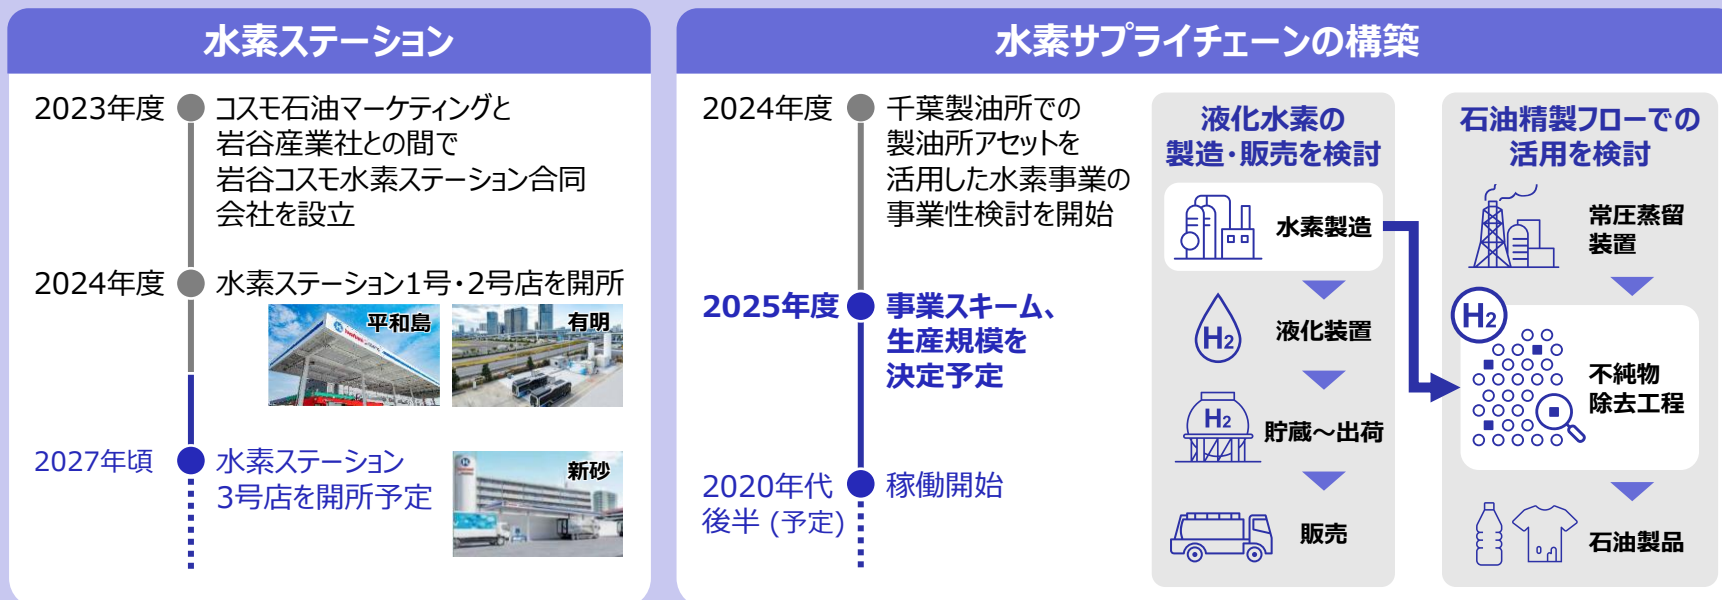 水素ステーション
2023年度
コスモ石油マーケティングと
岩谷産業社との間で
岩谷コスモ水素ステーション合同
会社を設立
2024年度
水素ステーション1号・2号店を開所
平和島
有明
2027年頃
水素ステーション
3号店を開所予定
新砂
水素サプライチェーンの構築
2024年度
千葉製油所での
製油所アセットを
活用した水素事業の
事業性検討を開始
2025年度
事業スキーム、
生産規模を
決定予定
2020年代
後半 (予定)
稼働開始
液化水素の
製造・販売を検討
水素製造
H2
液化装置
H2
貯蔵～出荷
販売
石油精製フローでの
活用を検討
常圧蒸留
装置
H2
不純物
除去工程
石油製品